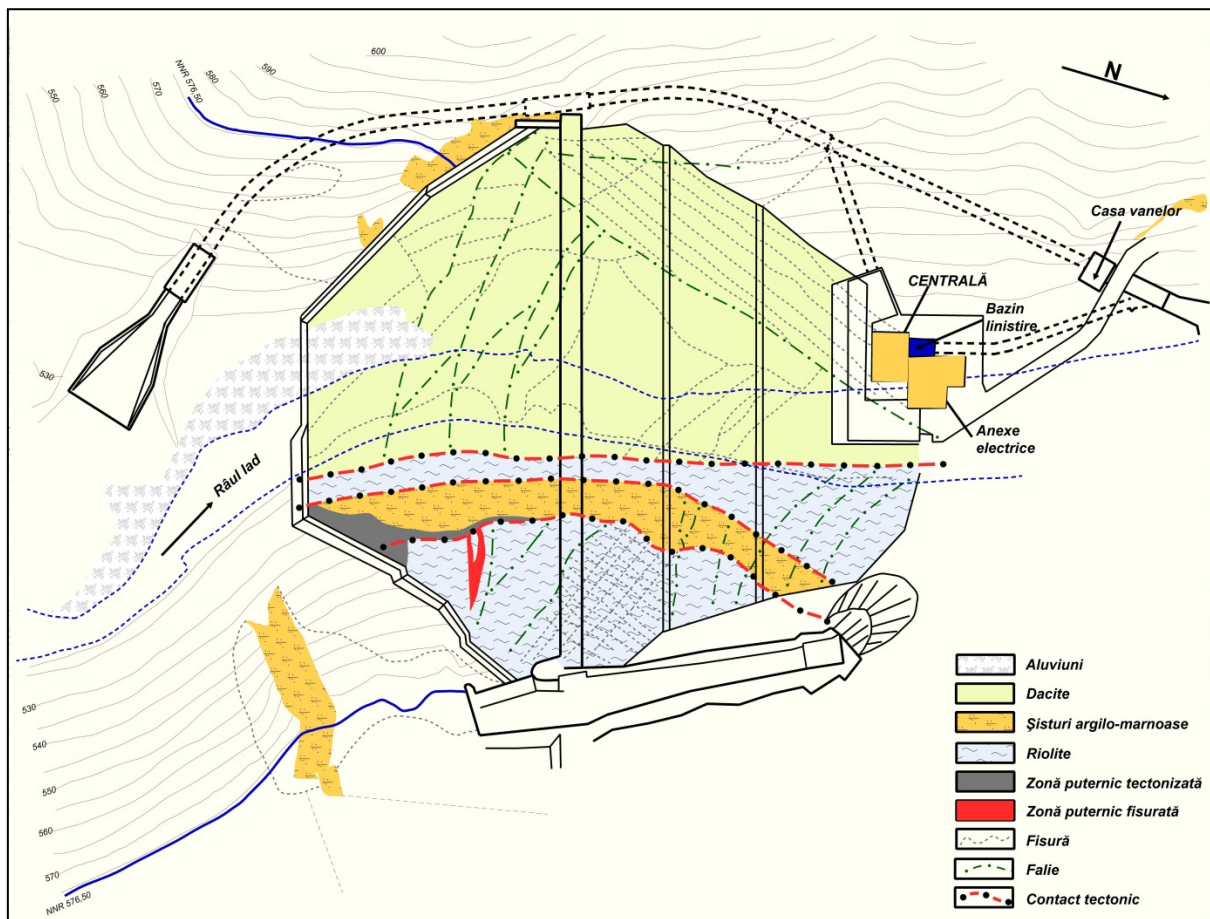 600
590
580
570
560
550
NNR 576,50
N
Casa vanelor
CENTRALĂ
Bazin
linistire
Anexe
electrice
530
Râul Iad
530
540
550
560
570
NNR 576,50
Aluviuni
Dacite
Şisturi argilo-marnoase
Riolite
Zonă puternic tectonizată
Zonă puternic fisurată
Fisură
Falie
Contact tectonic